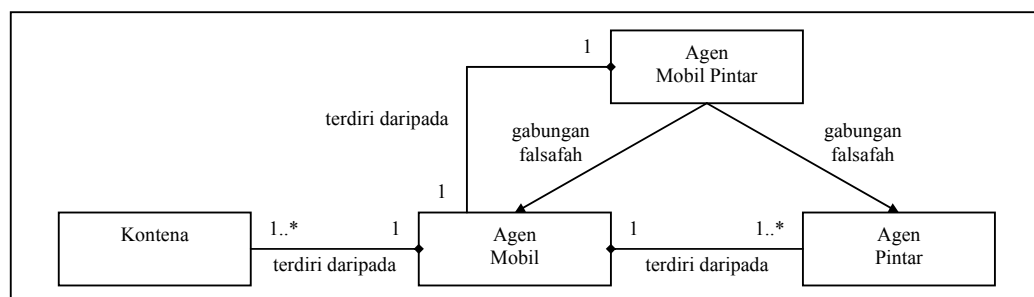 1
Agen
Mobil Pintar
terdiri daripada
gabungan
falsafah
gabungan
falsafah
1
Kontena
1..*
1
terdiri daripada
Agen
Mobil
1
1..*
terdiri daripada
Agen
Pintar